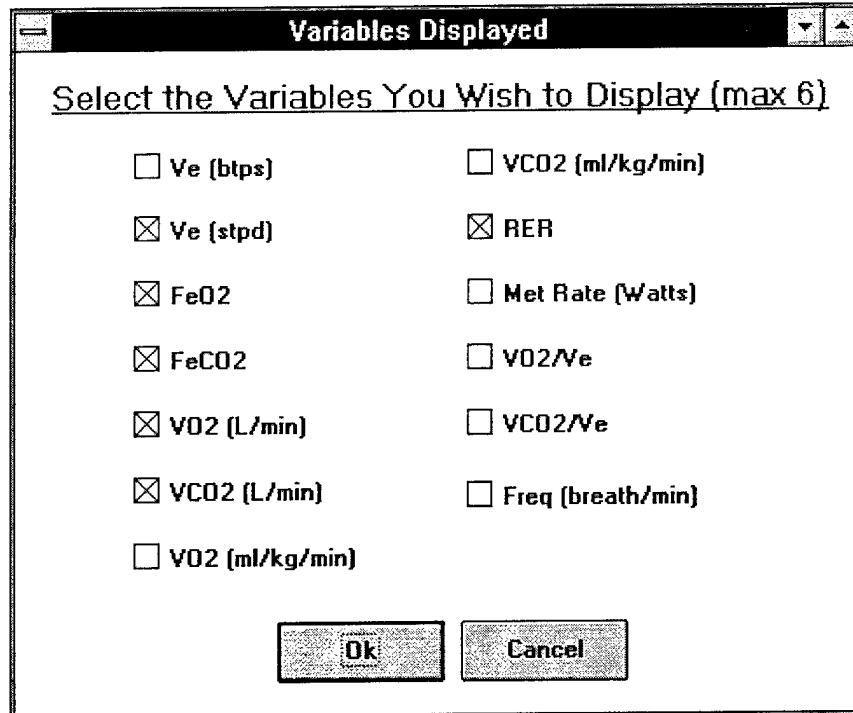 Variables Displayed
Select the Variables You Wish to Display (max 6)
Ve (btps)
Ve (stpd)
FeO2
FeCO2
VO2 (L/min)
VCO2 (L/min)
VO2 (ml/kg/min)
VCO2 (ml/kg/min)
RER
Met Rate (Watts)
VO2/Ve
VCO2/Ve
Freq (breath/min)
Ok
Cancel